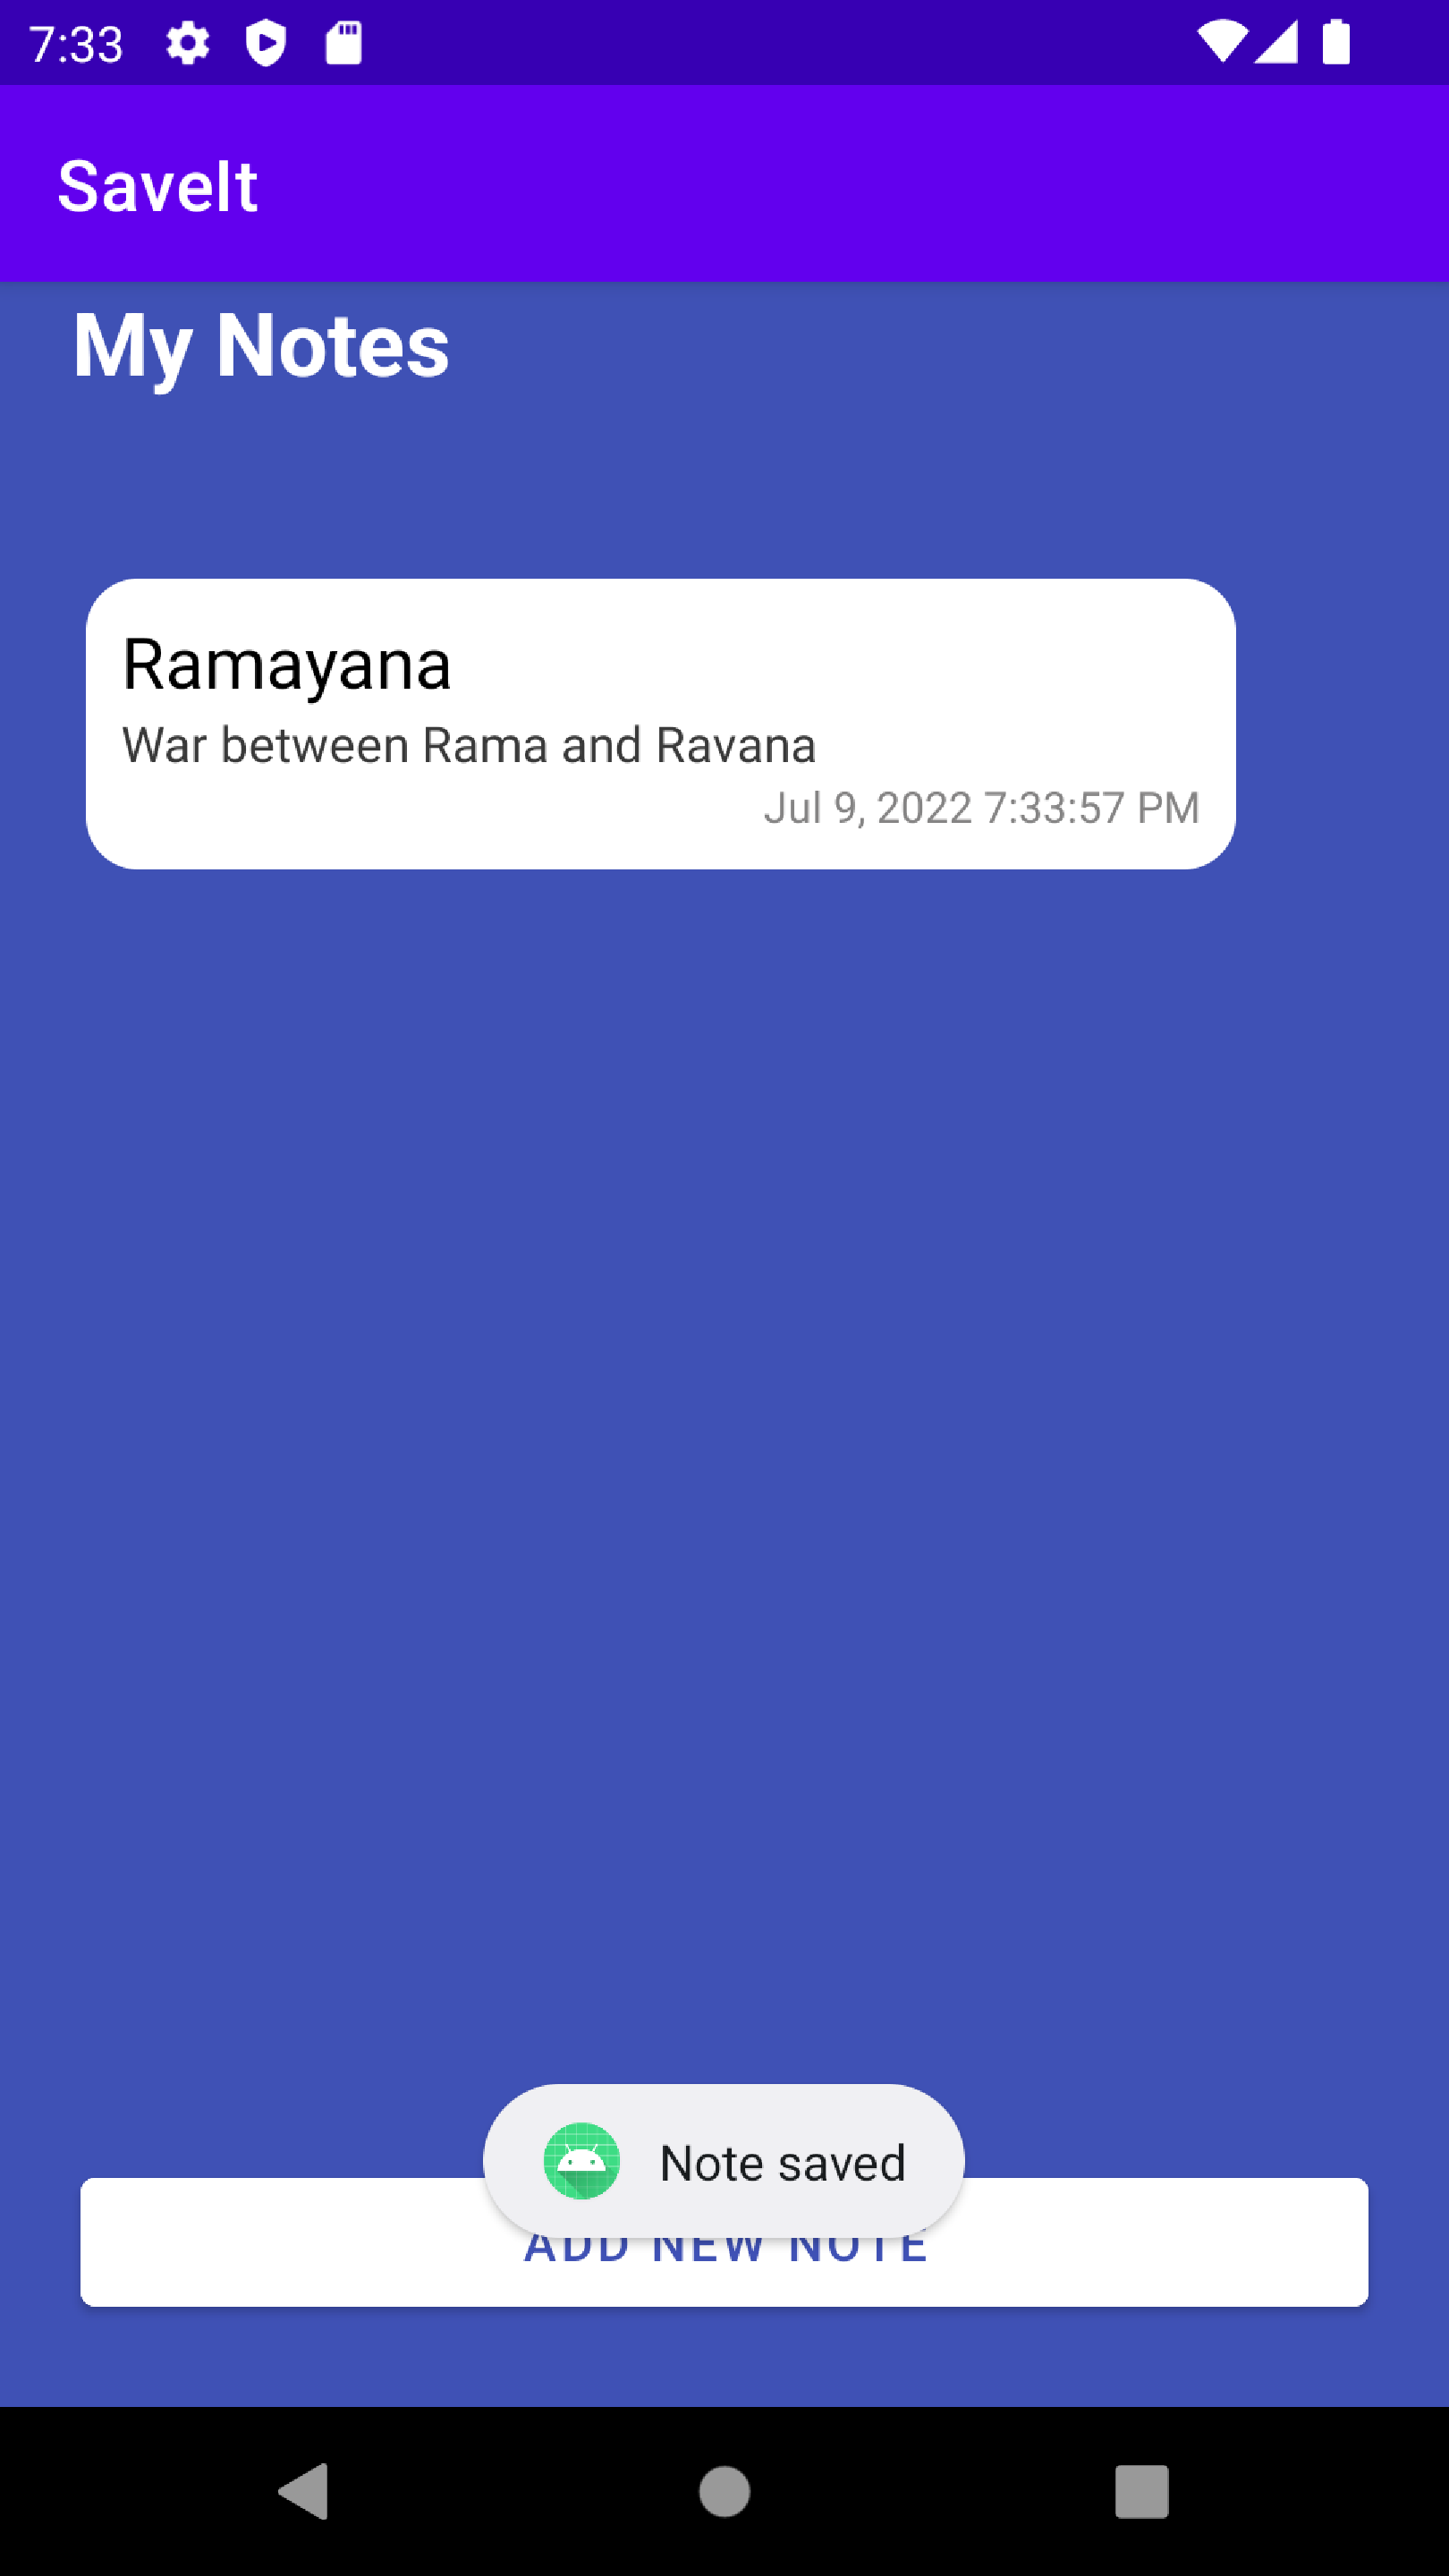 7:33
SaveIt
My Notes
Ramayana
War between Rama and Ravana
Jul 9, 2022 7:33:57 PM
Note saved
ADD NEW NOTE